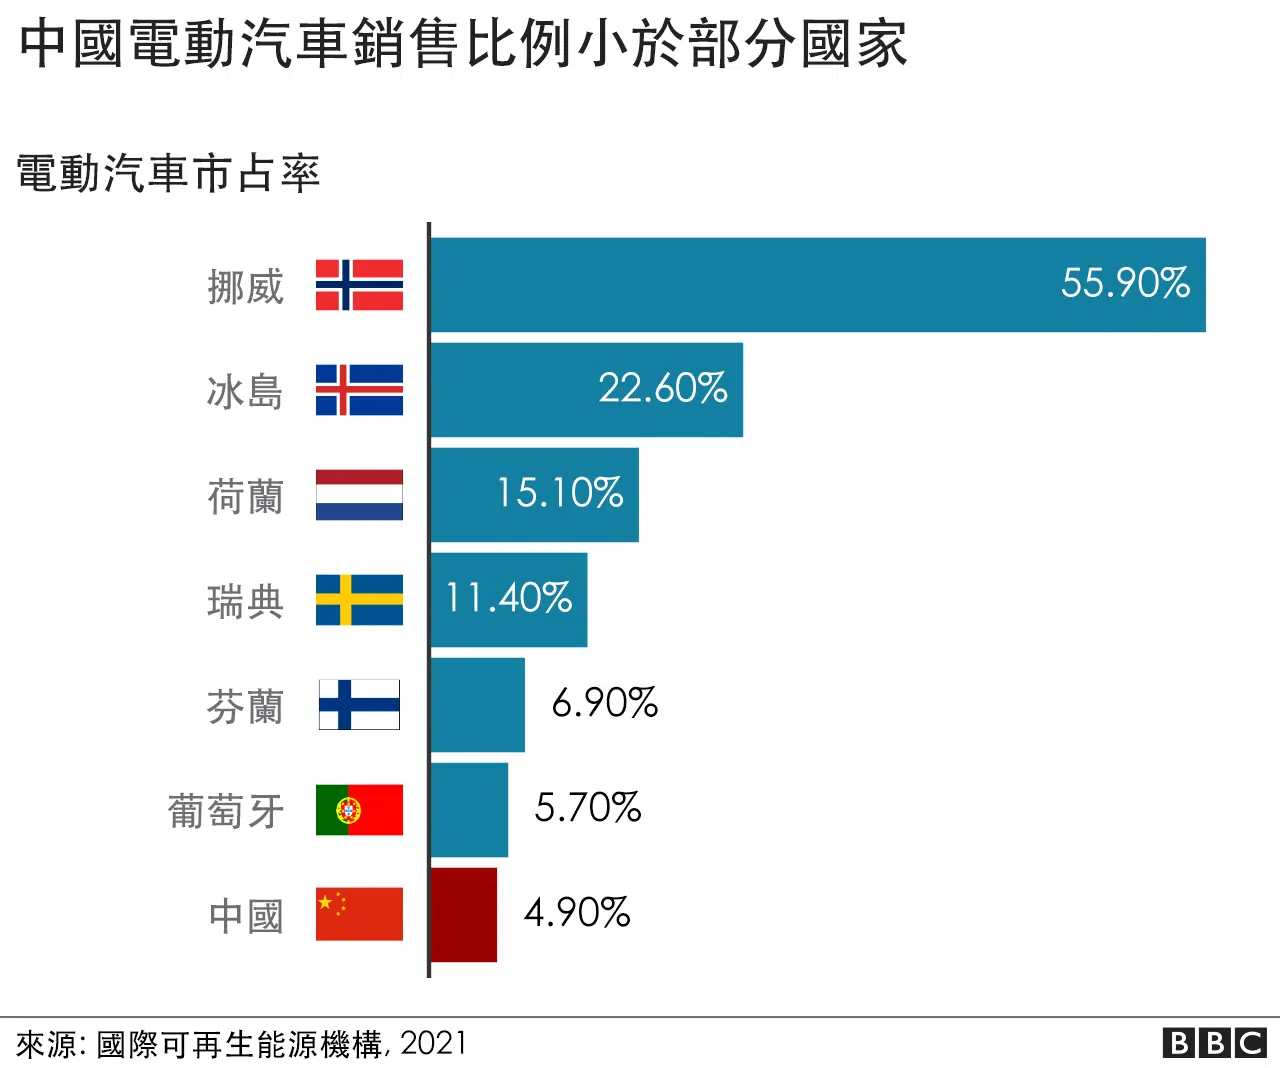 中國電動汽車銷售比例小於部分國家
電動汽車市占率
挪威 55.90%
冰島 22.60%
荷蘭 15.10%
瑞典 11.40%
芬蘭 6.90%
葡萄牙 5.70%
中國 4.90%
來源: 國際可再生能源機構, 2021
BBC